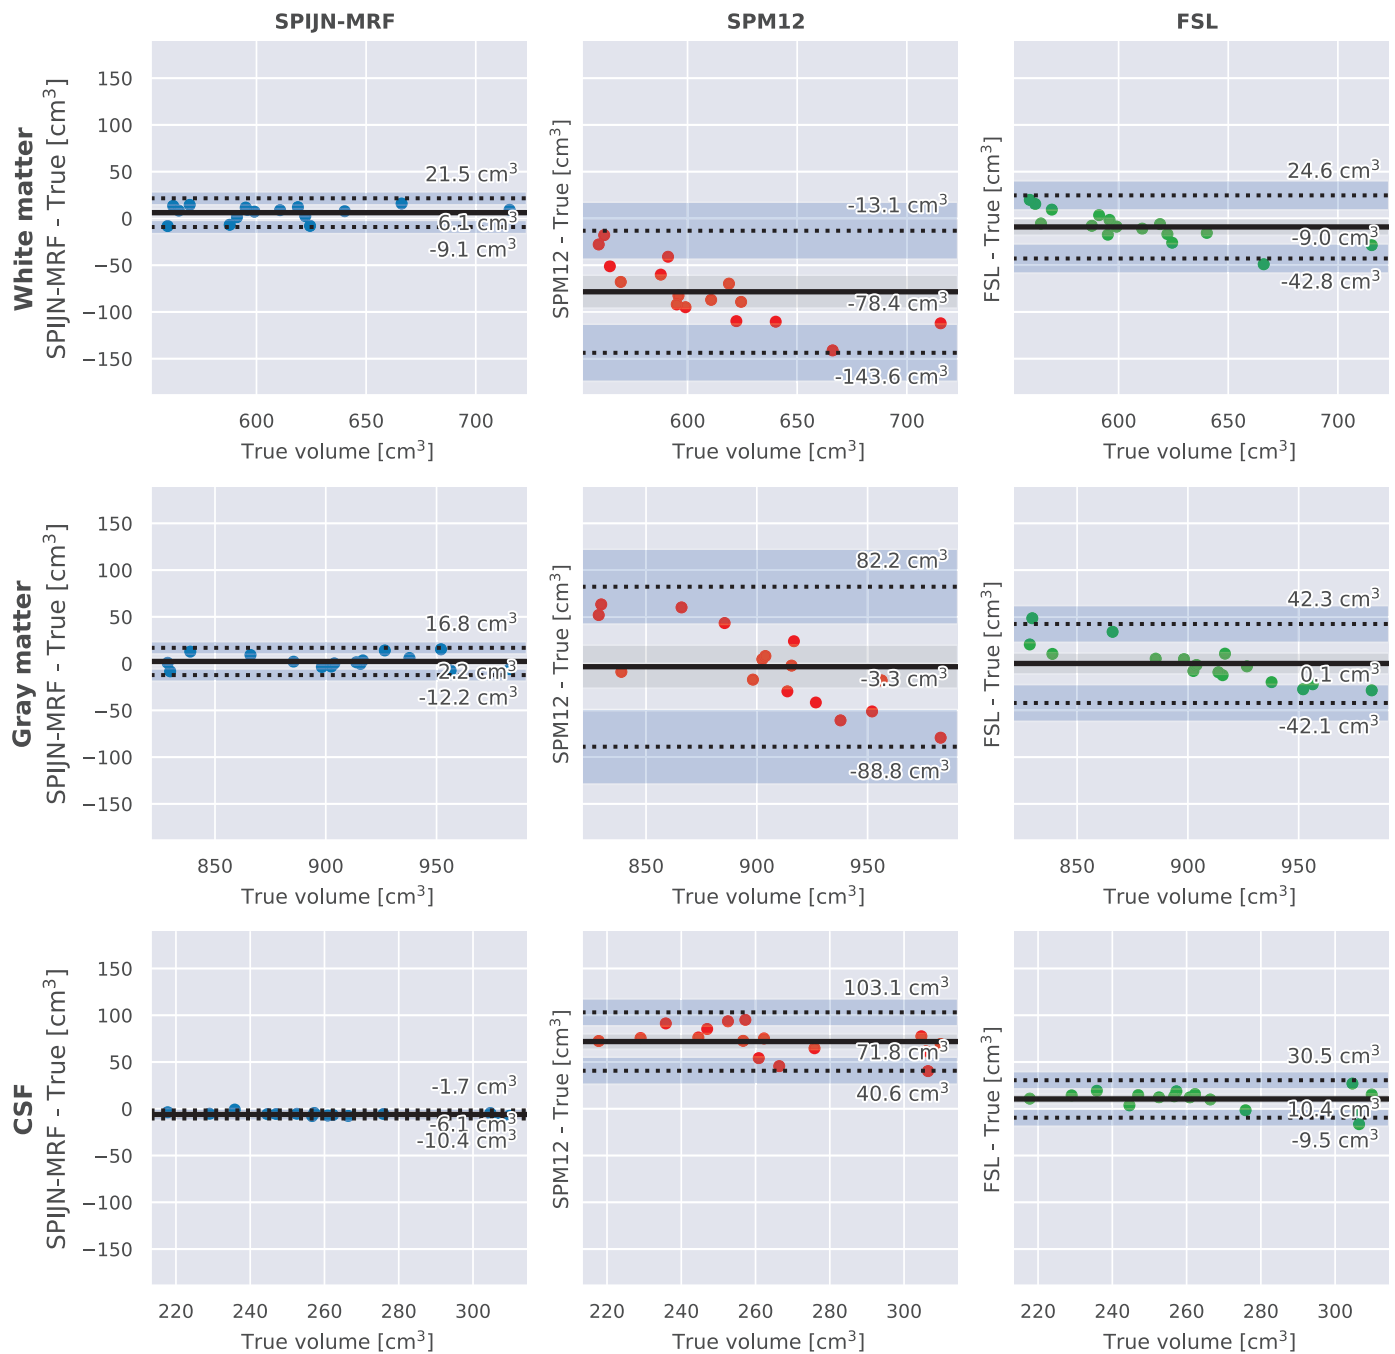 SPIJN-MRF SPM12 FSL
White matter
SPIJN-MRF - True [cm³]
150
100
50
0
−50
−100
−150
21.5 cm³
6.1 cm³
-9.1 cm³
600 650 700
True volume [cm³]
SPM12 - True [cm³]
-13.1 cm³
-78.4 cm³
-143.6 cm³
600 650 700
True volume [cm³]
FSL - True [cm³]
24.6 cm³
-9.0 cm³
-42.8 cm³
600 650 700
True volume [cm³]
Gray matter
SPIJN-MRF - True [cm³]
150
100
50
0
−50
−100
−150
16.8 cm³
2.2 cm³
-12.2 cm³
850 900 950
True volume [cm³]
SPM12 - True [cm³]
82.2 cm³
-3.3 cm³
-88.8 cm³
850 900 950
True volume [cm³]
FSL - True [cm³]
42.3 cm³
0.1 cm³
-42.1 cm³
850 900 950
True volume [cm³]
CSF
SPIJN-MRF - True [cm³]
150
100
50
0
−50
−100
−150
-1.7 cm³
-6.1 cm³
-10.4 cm³
220 240 260 280 300
True volume [cm³]
SPM12 - True [cm³]
103.1 cm³
71.8 cm³
40.6 cm³
220 240 260 280 300
True volume [cm³]
FSL - True [cm³]
30.5 cm³
10.4 cm³
-9.5 cm³
220 240 260 280 300
True volume [cm³]